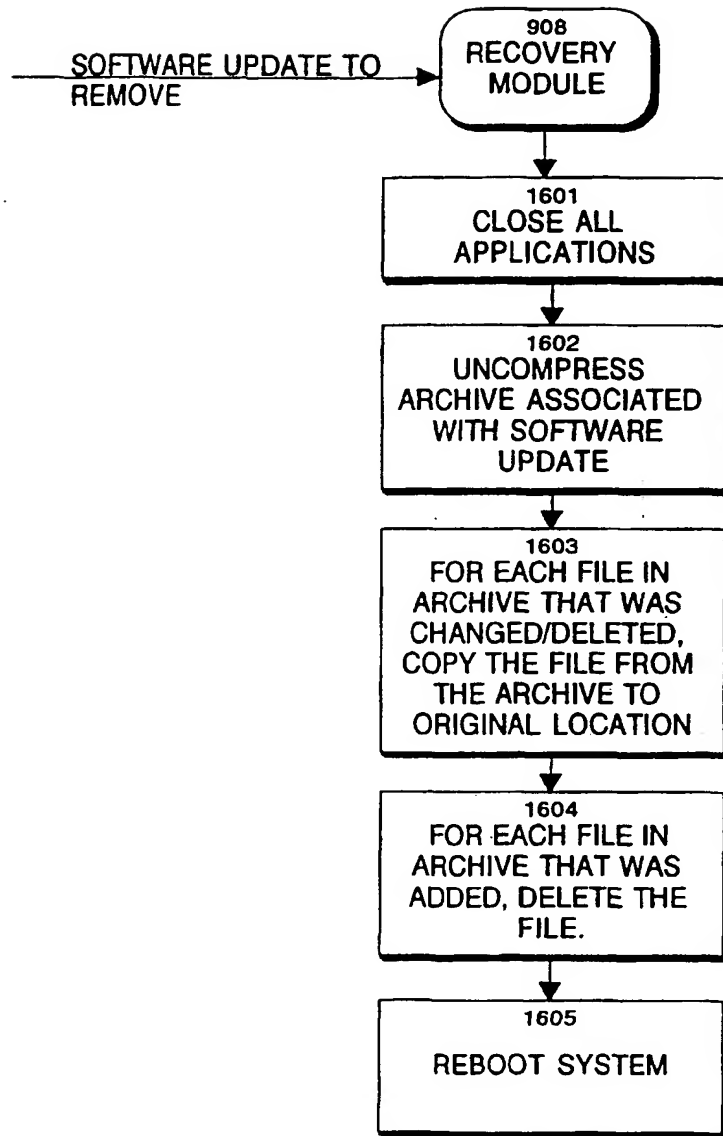 SOFTWARE UPDATE TO
REMOVE
908
RECOVERY
MODULE
1601
CLOSE ALL
APPLICATIONS
1602
UNCOMPRESS
ARCHIVE ASSOCIATED
WITH SOFTWARE
UPDATE
1603
FOR EACH FILE IN
ARCHIVE THAT WAS
CHANGED/DELETED,
COPY THE FILE FROM
THE ARCHIVE TO
ORIGINAL LOCATION
1604
FOR EACH FILE IN
ARCHIVE THAT WAS
ADDED, DELETE THE
FILE.
1605
REBOOT SYSTEM